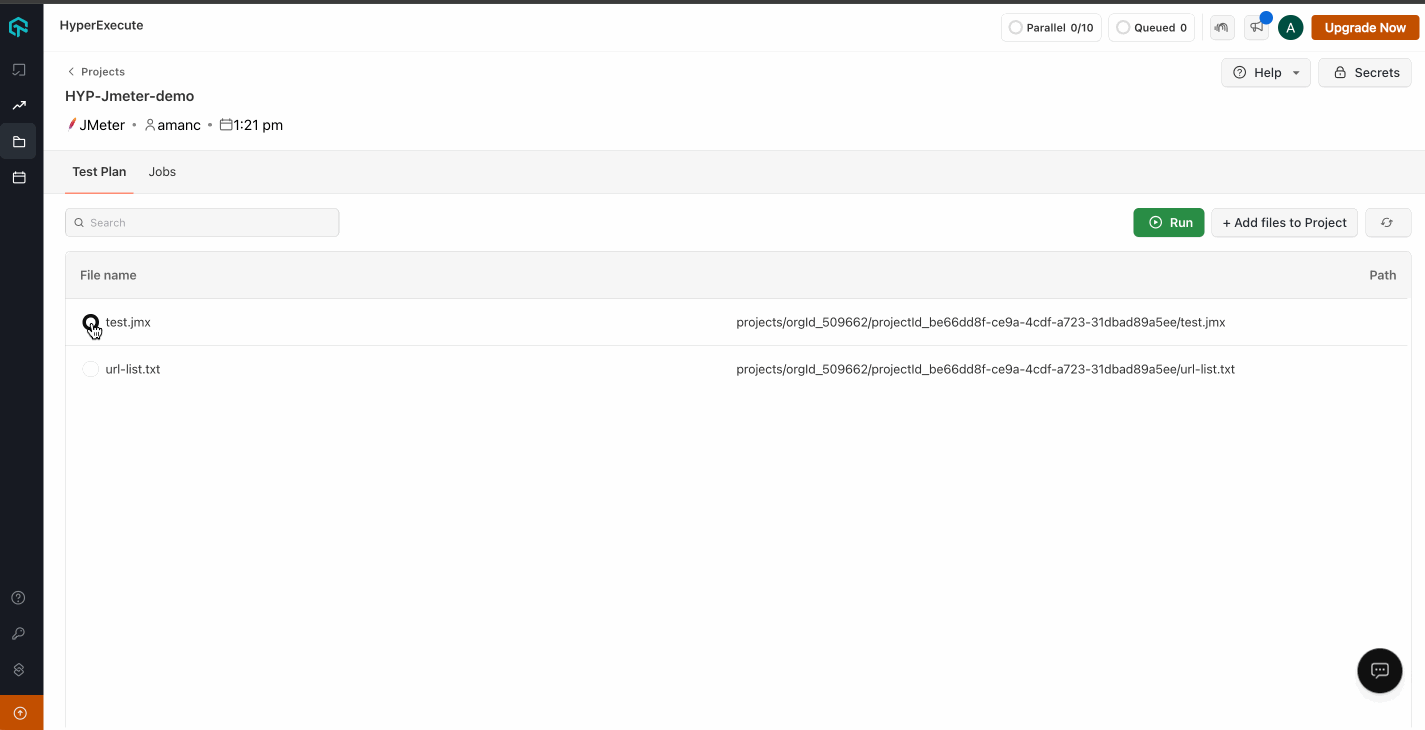 HyperExecute
Parallel 0/10
Queued 0
A
Upgrade Now
Projects
Help
Secrets
HYP-Jmeter-demo
JMeter • amanc • 1:21 pm
Test Plan
Jobs
Search
Run
+ Add files to Project
File name
Path
test.jmx
projects/orgId_509662/projectId_be66dd8f-ce9a-4cdf-a723-31dbad89a5ee/test.jmx
url-list.txt
projects/orgId_509662/projectId_be66dd8f-ce9a-4cdf-a723-31dbad89a5ee/url-list.txt